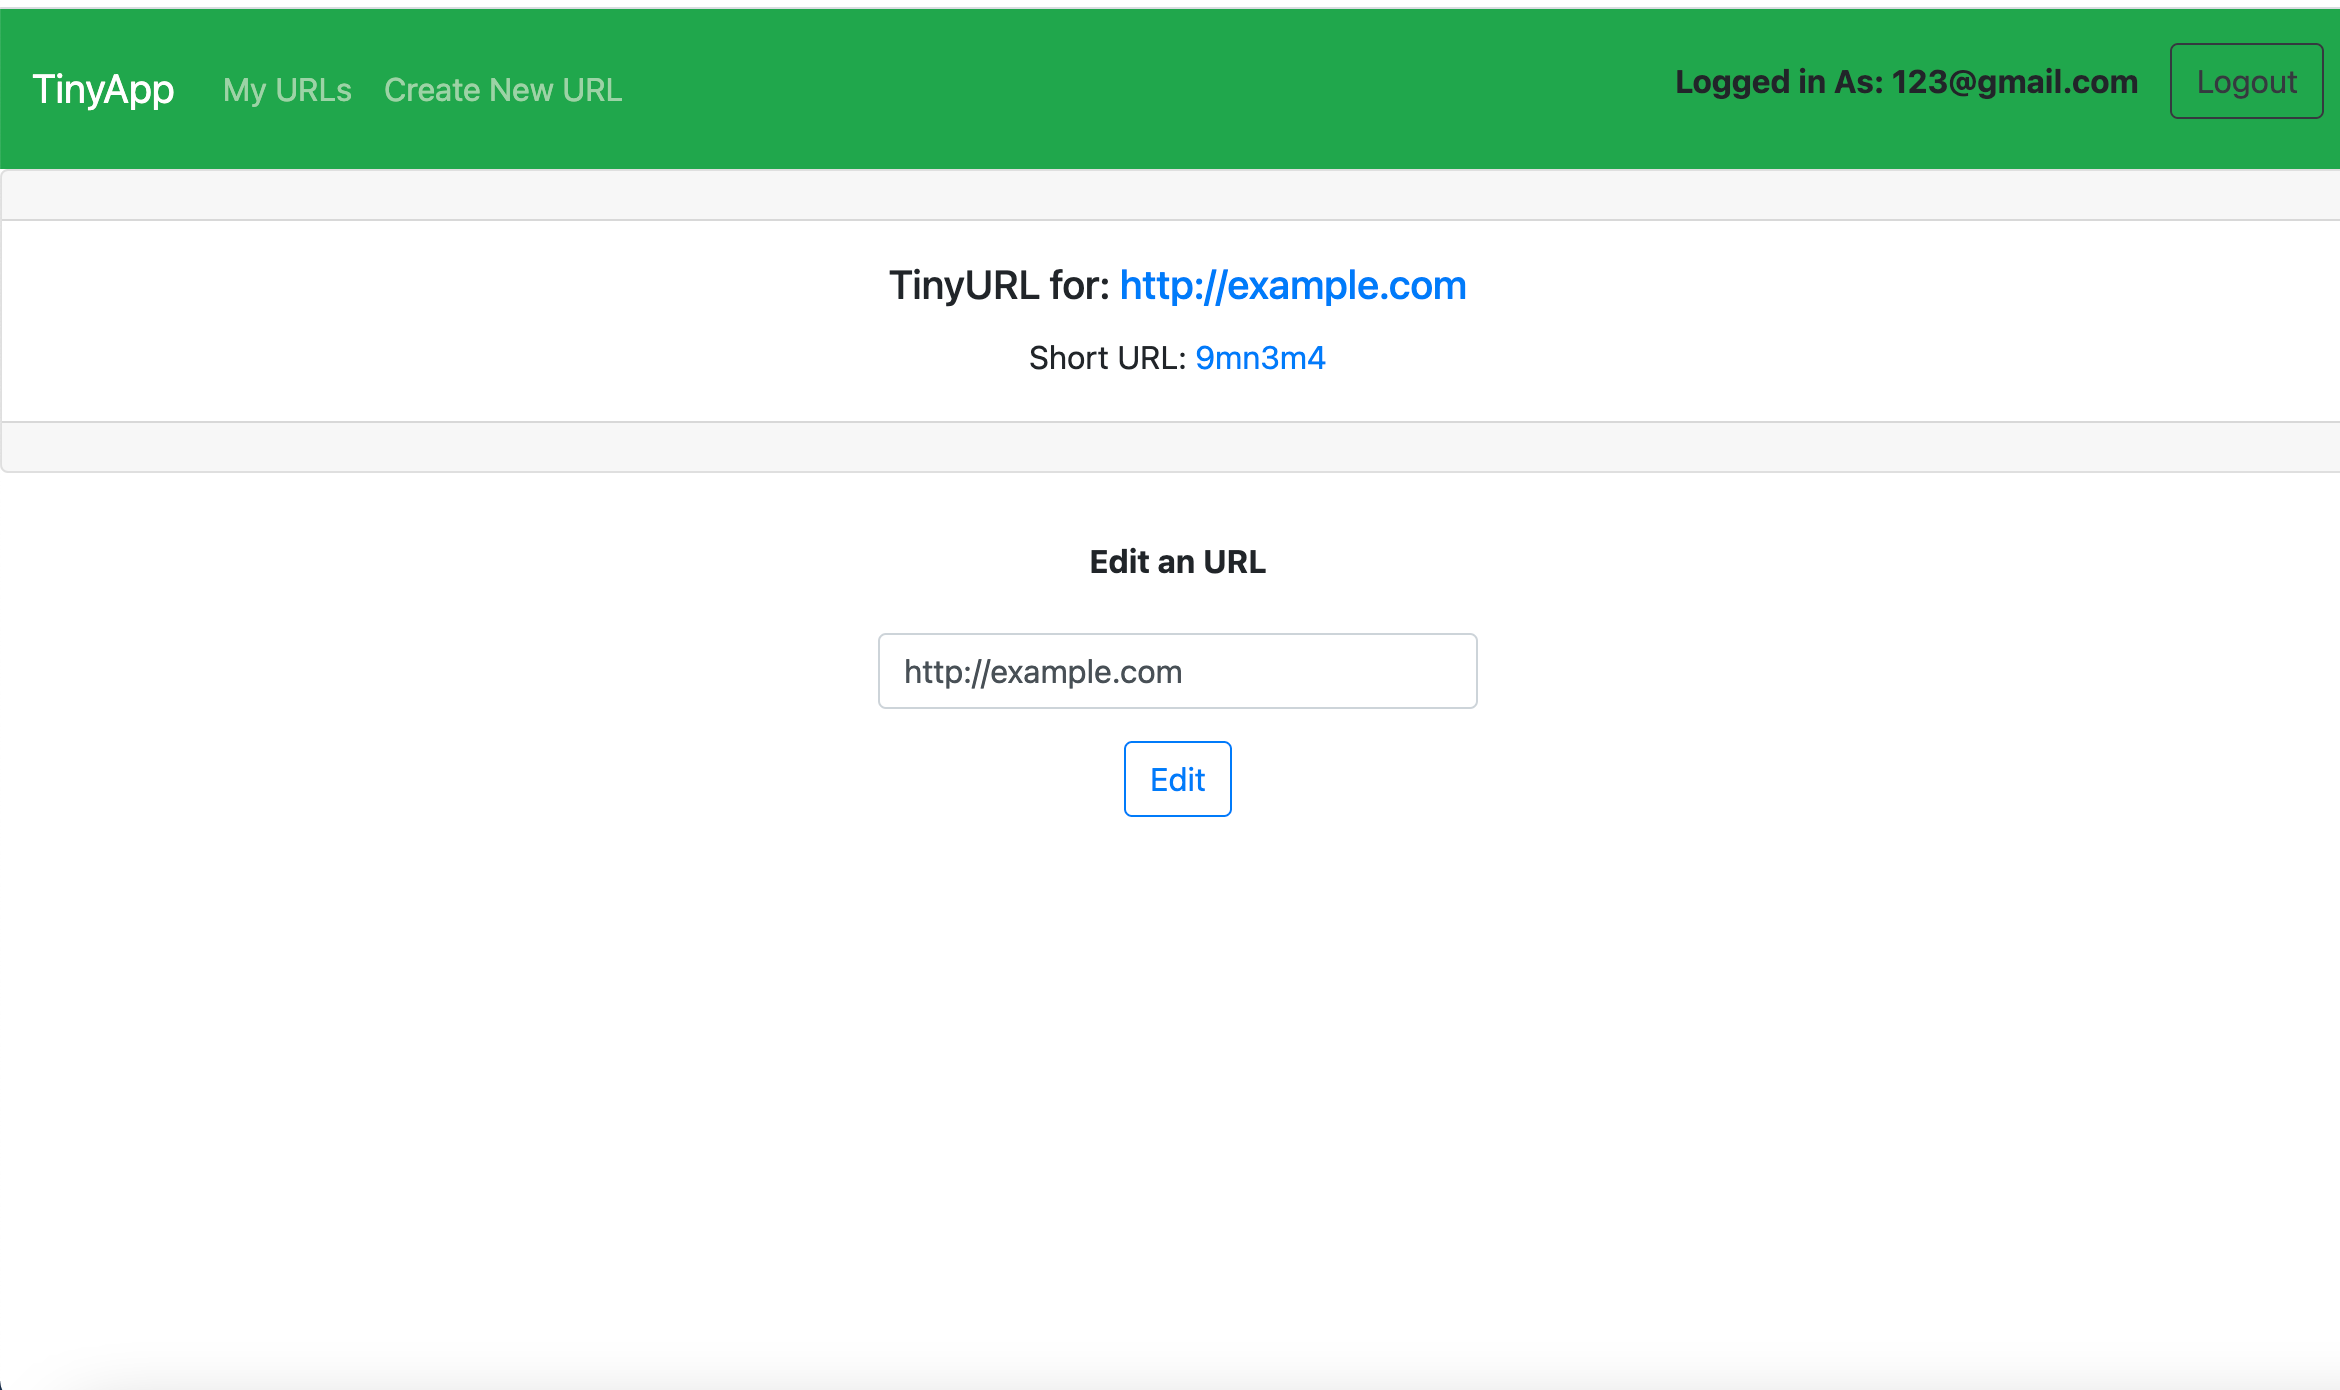 TinyApp My URLs Create New URL Logged in As: 123@gmail.com Logout
TinyURL for: http://example.com
Short URL: 9mn3m4
Edit an URL
http://example.com
Edit